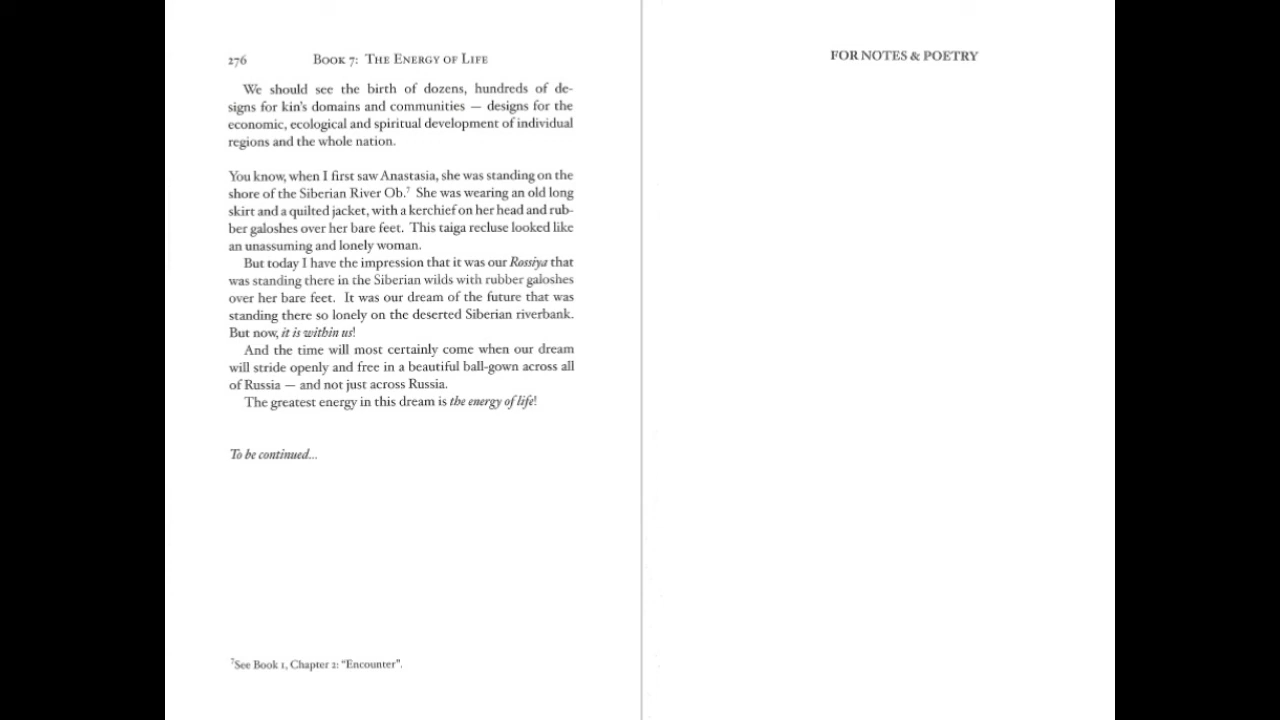 276 Book 7: The Energy of Life
We should see the birth of dozens, hundreds of de-
signs for kin's domains and communities — designs for the
economic, ecological and spiritual development of individual
regions and the whole nation.
You know, when I first saw Anastasia, she was standing on the
shore of the Siberian River Ob.⁷ She was wearing an old long
skirt and a quilted jacket, with a kerchief on her head and rub-
ber galoshes over her bare feet. This taiga recluse looked like
an unassuming and lonely woman.
But today I have the impression that it was our Rossiya that
was standing there in the Siberian wilds with rubber galoshes
over her bare feet. It was our dream of the future that was
standing there so lonely on the deserted Siberian riverbank.
But now, it is within us!
And the time will most certainly come when our dream
will stride openly and free in a beautiful ball-gown across all
of Russia — and not just across Russia.
The greatest energy in this dream is the energy of life!
To be continued...
⁷See Book 1, Chapter 2: “Encounter”.
FOR NOTES & POETRY